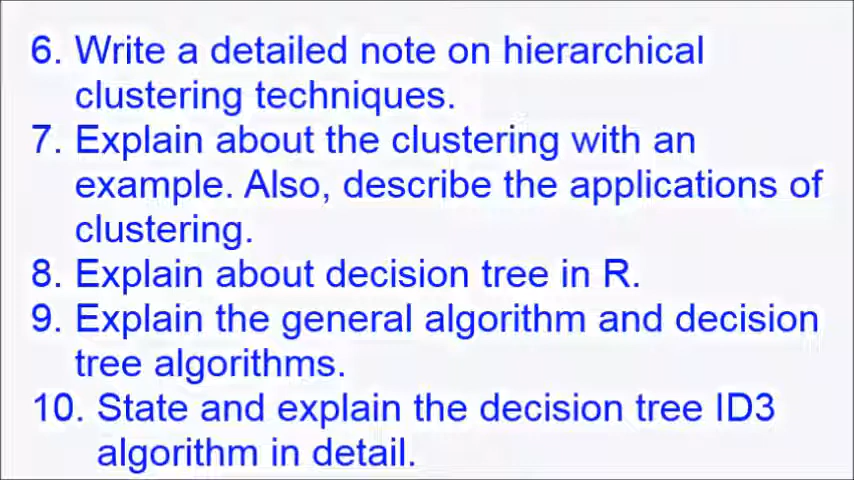 6. Write a detailed note on hierarchical
clustering techniques.
7. Explain about the clustering with an
example. Also, describe the applications of
clustering.
8. Explain about decision tree in R.
9. Explain the general algorithm and decision
tree algorithms.
10. State and explain the decision tree ID3
algorithm in detail.